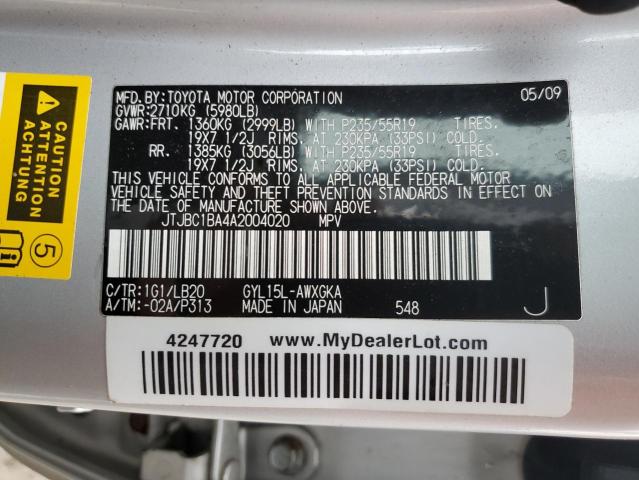 CAUTION
ATTENTION
ACHTUNG
5
MFD. BY: TOYOTA MOTOR CORPORATION 05/09
GVWR: 2710KG (5980LB)
GAWR: FRT. 1360KG (2999LB) WITH P235/55R19 TIRES,
19X7 1/2J RIMS, AT 230KPA (33PSI) COLD.
RR. 1385KG (3056LB) WITH P235/55R19 TIRES,
19X7 1/2J RIMS, AT 230KPA (33PSI) COLD.
THIS VEHICLE CONFORMS TO ALL APPLICABLE FEDERAL MOTOR
VEHICLE SAFETY AND THEFT PREVENTION STANDARDS IN EFFECT ON
THE DATE OF MANUFACTURE SHOWN ABOVE.
JTJBC1BA4A2004020 MPV
C/TR: 1G1/LB20 GYL15L-AWXGKA
A/TM: -02A/P313 MADE IN JAPAN 548 J
4247720 www.MyDealerLot.com